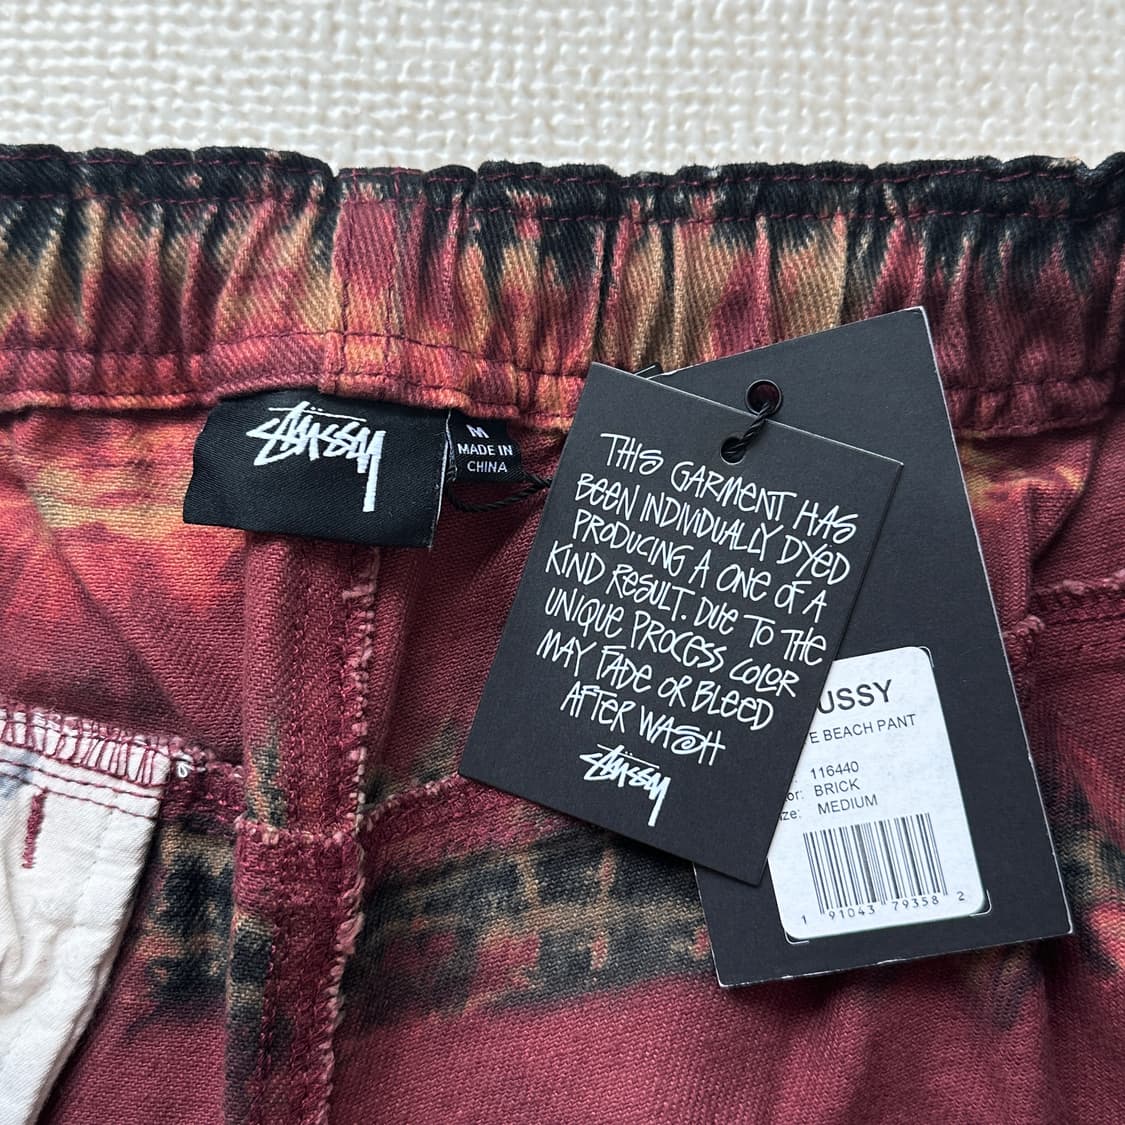 STÜSSY
M
MADE IN
CHINA
THIS GARMENT HAS
BEEN INDIVIDUALLY DYED
PRODUCING A ONE OF A
KIND RESULT. DUE TO THE
UNIQUE PROCESS COLOR
MAY FADE OR BLEED
AFTER WASH
STÜSSY
USSY
E BEACH PANT
: 116440
or: BRICK
ize: MEDIUM
1 91043 79358 2